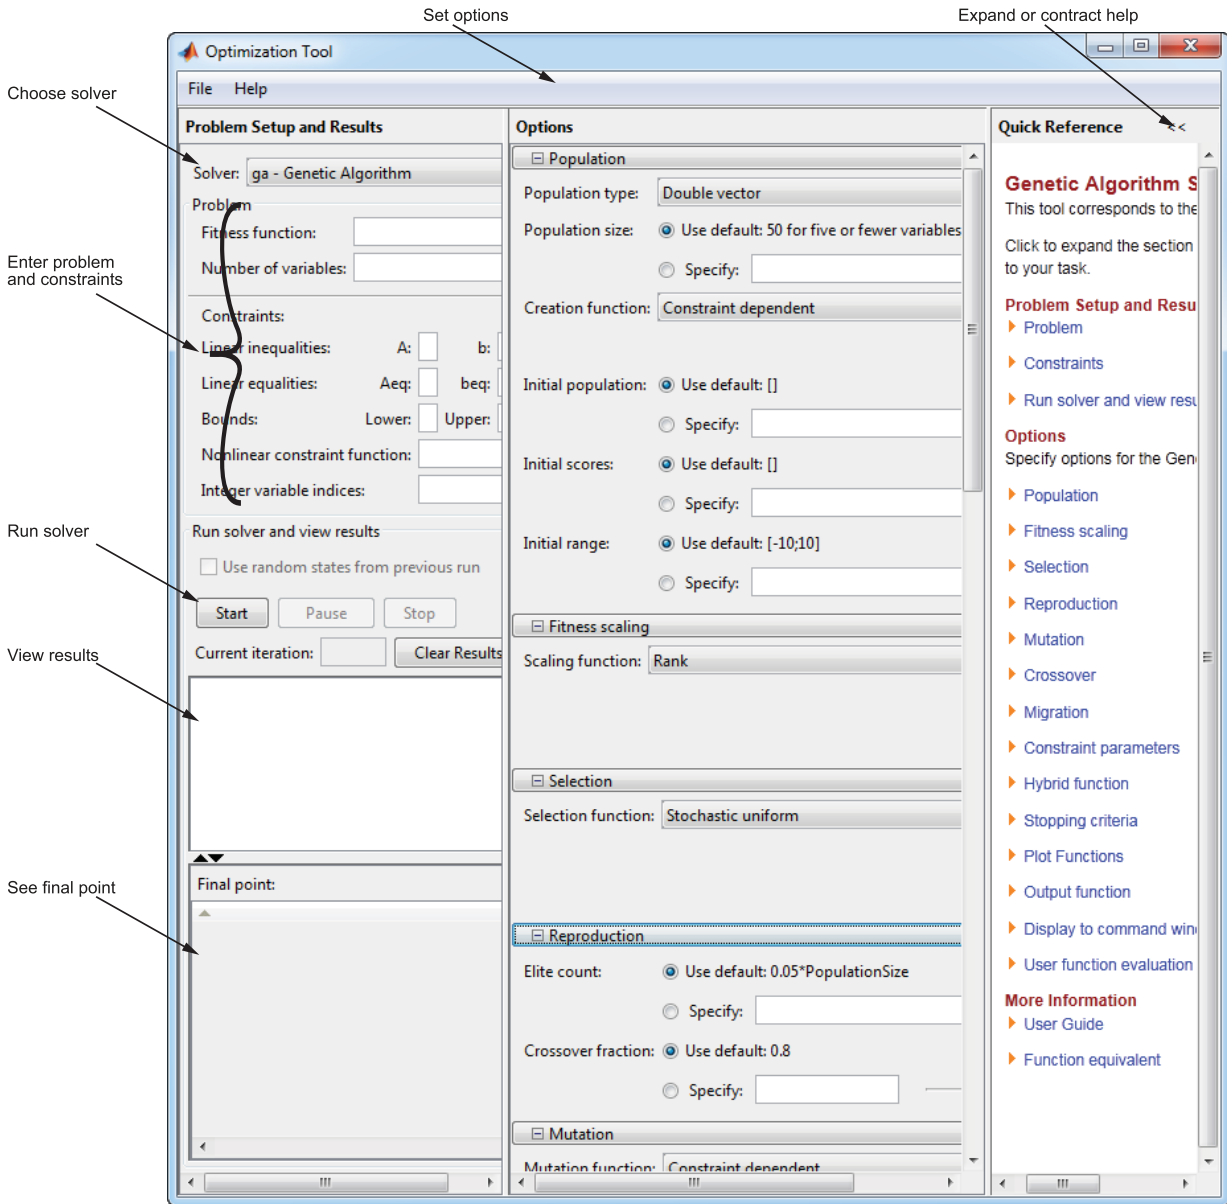 Set options
Expand or contract help
Optimization Tool
File Help
Choose solver
Problem Setup and Results
Solver: ga - Genetic Algorithm
Problem
Fitness function:
Number of variables:
Enter problem
and constraints
Constraints:
Linear inequalities: A: b:
Linear equalities: Aeq: beq:
Bounds: Lower: Upper:
Nonlinear constraint function:
Integer variable indices:
Run solver
Run solver and view results
Use random states from previous run
Start Pause Stop
View results
Current iteration: Clear Results
See final point
Final point:
Options
Population
Population type: Double vector
Population size: Use default: 50 for five or fewer variables
Specify:
Creation function: Constraint dependent
Initial population: Use default: []
Specify:
Initial scores: Use default: []
Specify:
Initial range: Use default: [-10;10]
Specify:
Fitness scaling
Scaling function: Rank
Selection
Selection function: Stochastic uniform
Reproduction
Elite count: Use default: 0.05*PopulationSize
Specify:
Crossover fraction: Use default: 0.8
Specify:
Mutation
Mutation function: Constraint dependent
Quick Reference <<
Genetic Algorithm S
This tool corresponds to the
Click to expand the section
to your task.
Problem Setup and Resu
Problem
Constraints
Run solver and view resu
Options
Specify options for the Gen
Population
Fitness scaling
Selection
Reproduction
Mutation
Crossover
Migration
Constraint parameters
Hybrid function
Stopping criteria
Plot Functions
Output function
Display to command win
User function evaluation
More Information
User Guide
Function equivalent